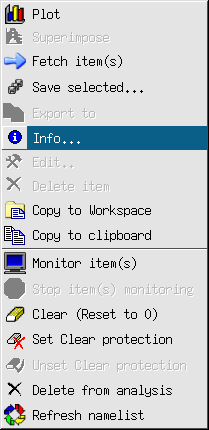 Plot
Superimpose
Fetch item(s)
Save selected...
Export to
Info...
Edit..
Delete item
Copy to Workspace
Copy to clipboard
Monitor item(s)
Stop item(s) monitoring
Clear (Reset to 0)
Set Clear protection
Unset Clear protection
Delete from analysis
Refresh namelist